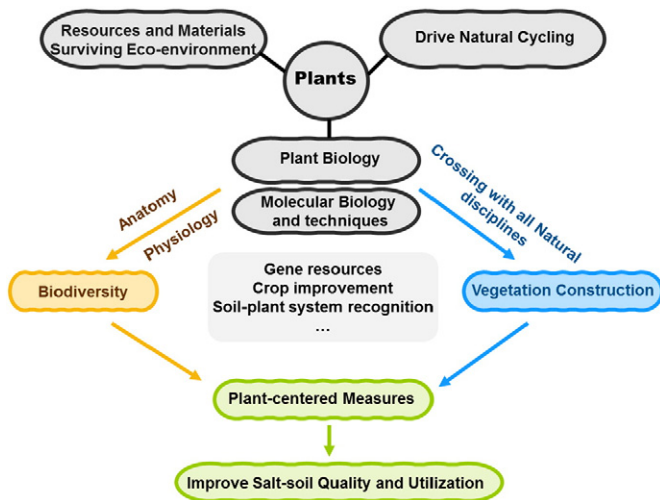 Resources and Materials
Surviving Eco-environment
Drive Natural Cycling
Plants
Plant Biology
Molecular Biology
and techniques
Anatomy
Physiology
Crossing with all Natural
disciplines
Gene resources
Crop improvement
Soil-plant system recognition
...
Biodiversity
Vegetation Construction
Plant-centered Measures
Improve Salt-soil Quality and Utilization